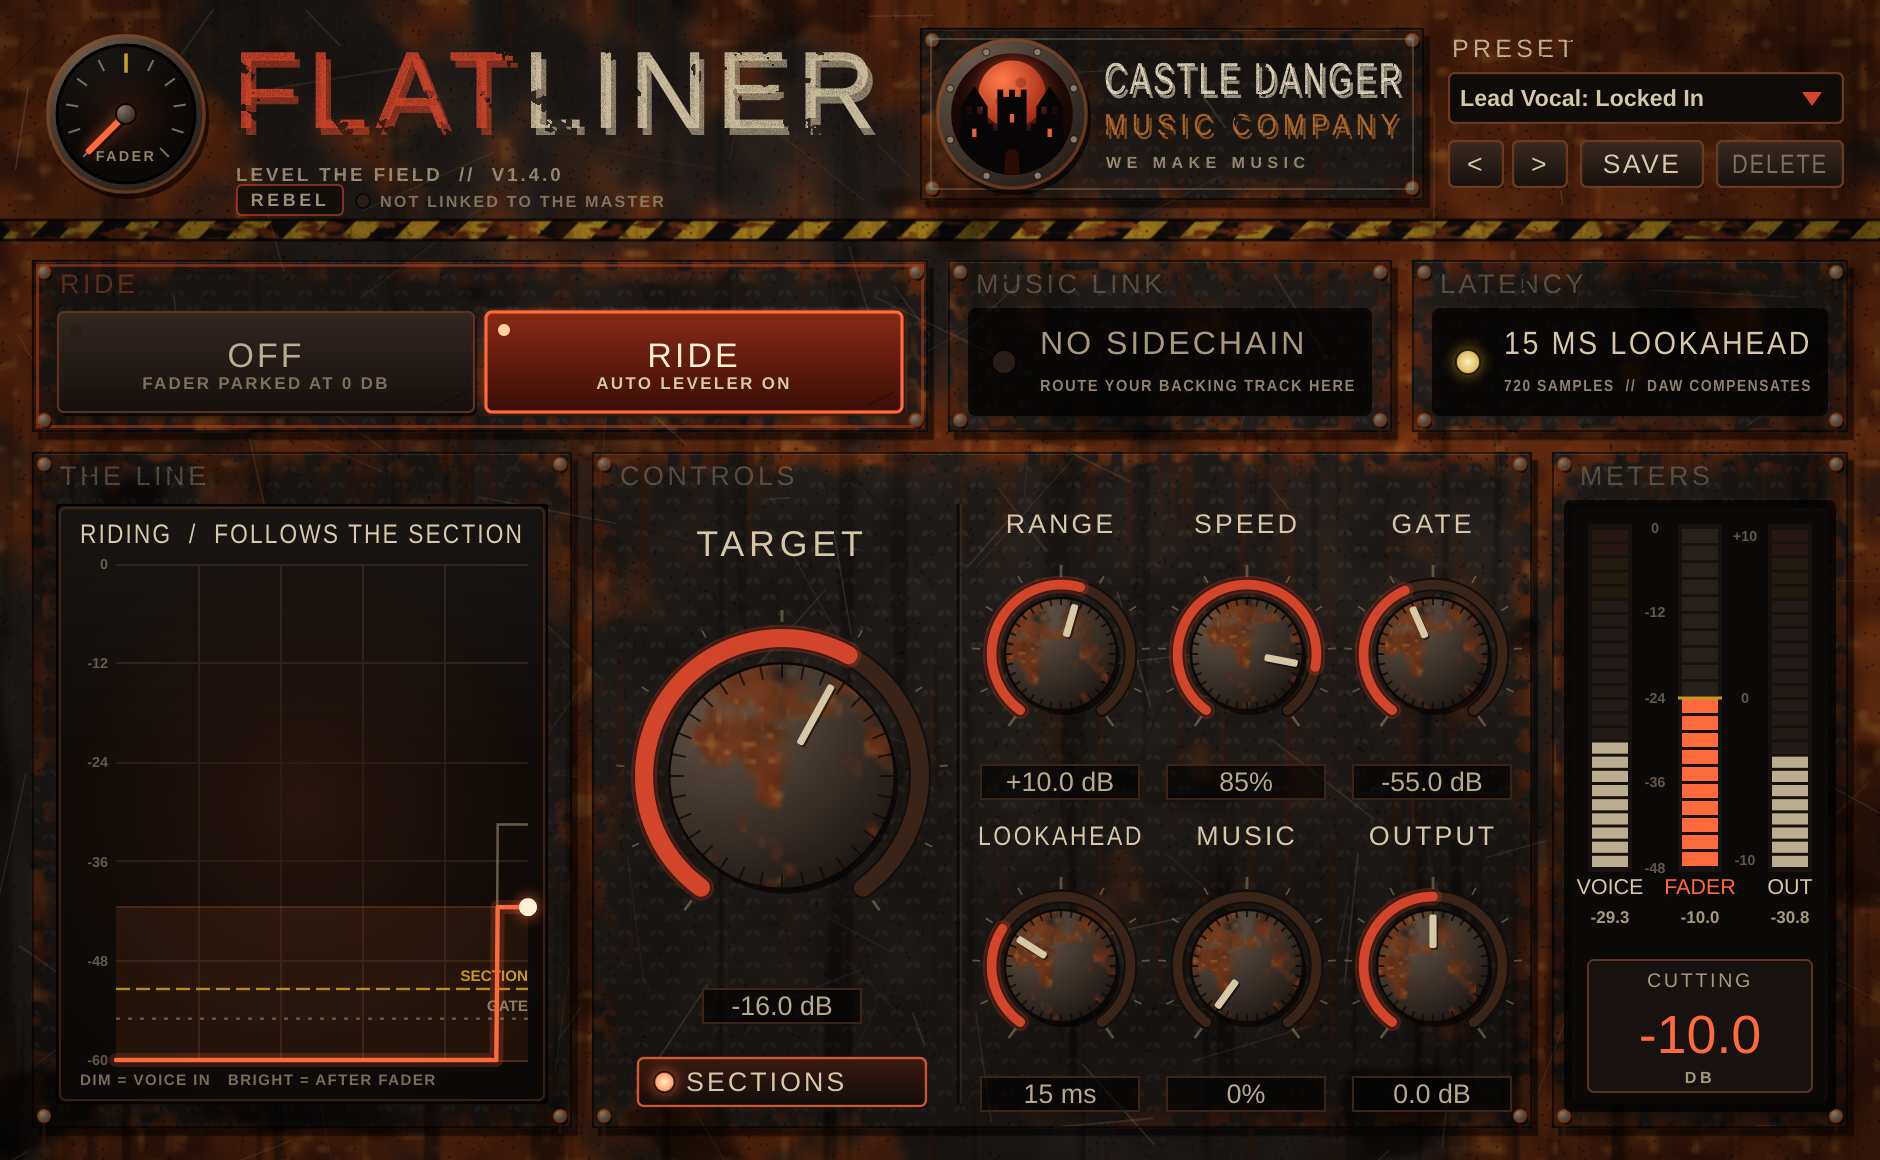 FADER
FLATLINER
LEVEL THE FIELD // V1.4.0
REBEL
NOT LINKED TO THE MASTER
CASTLE DANGER
MUSIC COMPANY
WE MAKE MUSIC
PRESET
Lead Vocal: Locked In
< > SAVE DELETE
RIDE
OFF
FADER PARKED AT 0 DB
RIDE
AUTO LEVELER ON
MUSIC LINK
NO SIDECHAIN
ROUTE YOUR BACKING TRACK HERE
LATENCY
15 MS LOOKAHEAD
720 SAMPLES // DAW COMPENSATES
THE LINE
RIDING / FOLLOWS THE SECTION
0
-12
-24
-36
-48
SECTION
GATE
-60
DIM = VOICE IN BRIGHT = AFTER FADER
CONTROLS
TARGET
-16.0 dB
SECTIONS
RANGE SPEED GATE
+10.0 dB 85% -55.0 dB
LOOKAHEAD MUSIC OUTPUT
15 ms 0% 0.0 dB
METERS
0 +10
-12
-24 0
-36
-48 -10
VOICE FADER OUT
-29.3 -10.0 -30.8
CUTTING
-10.0
DB